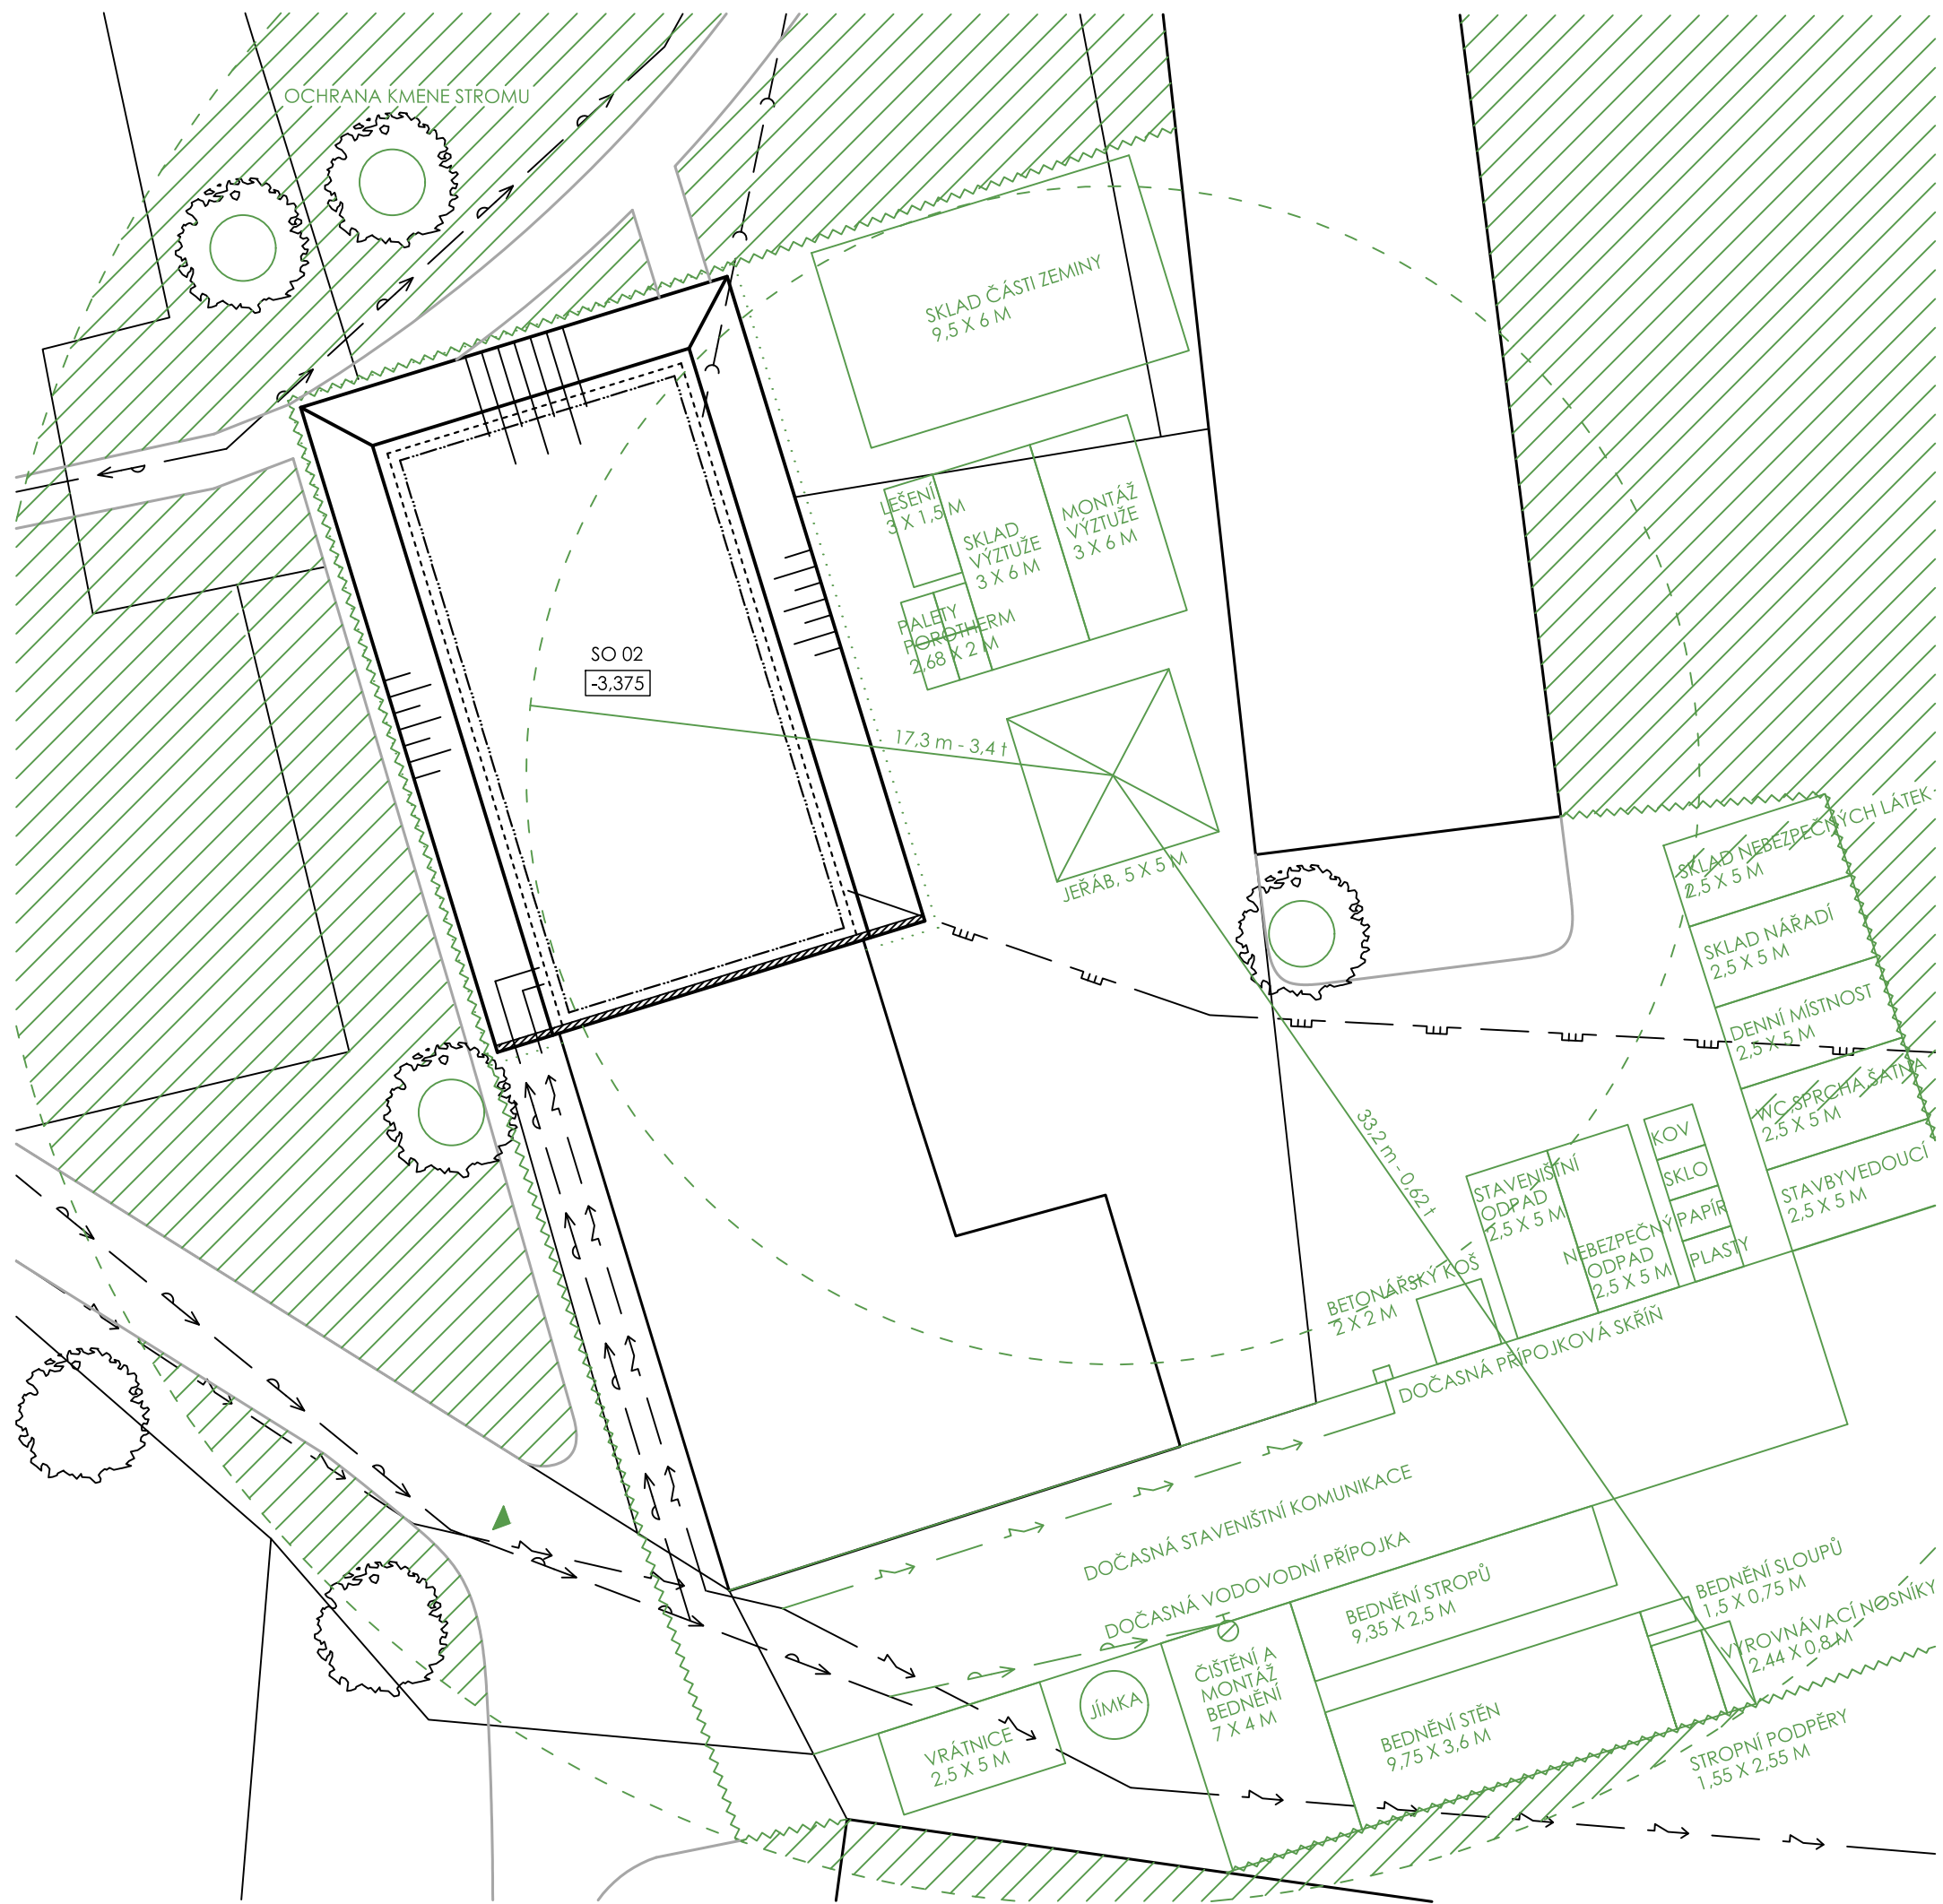 OCHRANA KMENE STROMU
SKLAD ČÁSTI ZEMINY
9,5 X 6 M
LEŠENÍ
3 X 1,5 M
SKLAD
VÝZTUŽE
3 X 6 M
MONTÁŽ
VÝZTUŽE
3 X 6 M
PALETY
POROTHERM
2,68 X 2 M
SO 02
-3,375
17,3 m - 3,4 t
JEŘÁB, 5 X 5 M
SKLAD NEBEZPEČNÝCH LÁTEK
2,5 X 5 M
SKLAD NÁŘADÍ
2,5 X 5 M
DENNÍ MÍSTNOST
2,5 X 5 M
WC,SPRCHA,ŠATNA
2,5 X 5 M
STAVBYVEDOUCÍ
2,5 X 5 M
33,2 m - 0,62 t
KOV
SKLO
PAPÍR
PLASTY
STAVENIŠTNÍ
ODPAD
2,5 X 5 M
NEBEZPEČNÝ
ODPAD
2,5 X 5 M
BETONÁŘSKÝ KOŠ
2 X 2 M
DOČASNÁ PŘÍPOJKOVÁ SKŘÍŇ
DOČASNÁ STAVENIŠTNÍ KOMUNIKACE
DOČASNÁ VODOVODNÍ PŘÍPOJKA
BEDNĚNÍ STROPŮ
9,35 X 2,5 M
BEDNĚNÍ SLOUPŮ
1,5 X 0,75 M
VYROVNÁVACÍ NOSNÍKY
2,44 X 0,8 M
ČIŠTĚNÍ A
MONTÁŽ
BEDNĚNÍ
7 X 4 M
JÍMKA
VRÁTNICE
2,5 X 5 M
BEDNĚNÍ STĚN
9,75 X 3,6 M
STROPNÍ PODPĚRY
1,55 X 2,55 M